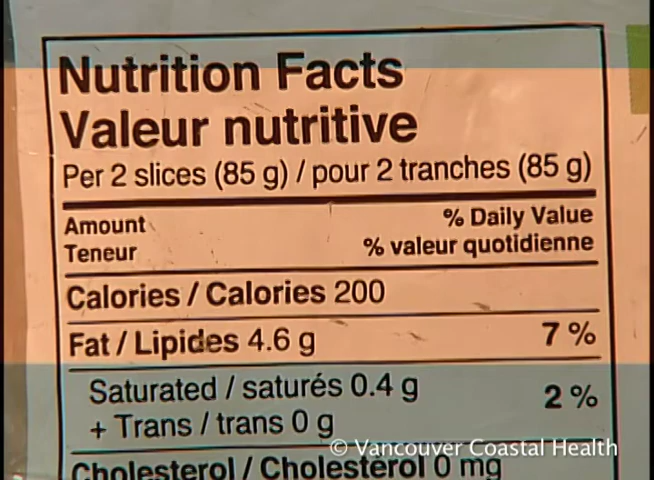 Nutrition Facts
Valeur nutritive
Per 2 slices (85 g) / pour 2 tranches (85 g)
Amount
Teneur
% Daily Value
% valeur quotidienne
Calories / Calories 200
Fat / Lipides 4.6 g 7 %
Saturated / saturés 0.4 g
+ Trans / trans 0 g
2 %
Cholesterol / Cholestérol 0 mg
© Vancouver Coastal Health